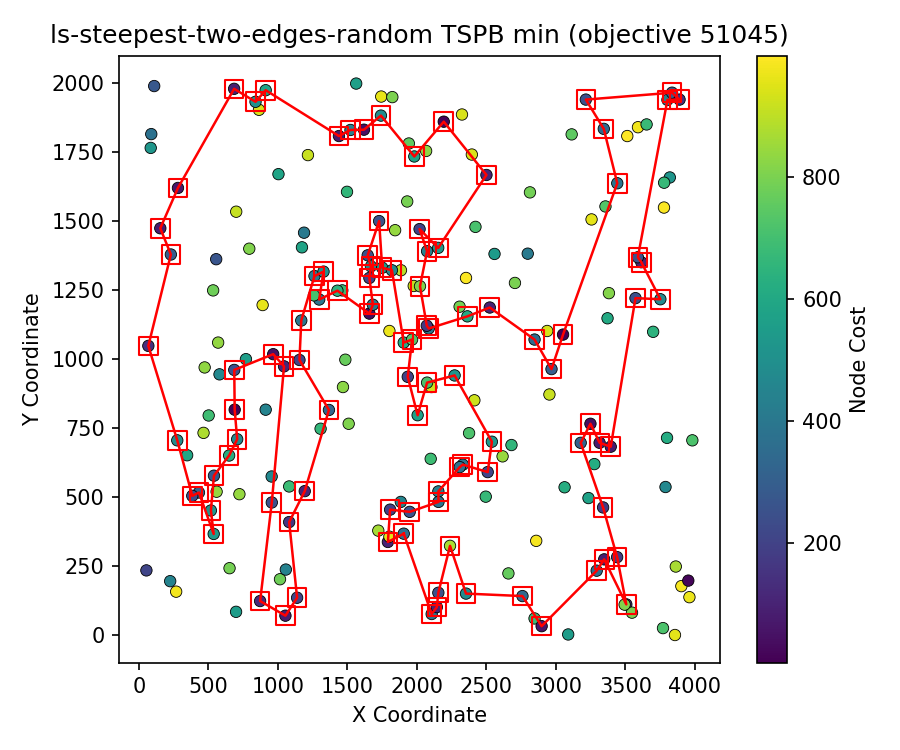 ls-steepest-two-edges-random TSPB min (objective 51045)
2000
1750
1500
1250
1000
750
500
250
0
Y Coordinate
0 500 1000 1500 2000 2500 3000 3500 4000
X Coordinate
800
600
400
200
Node Cost